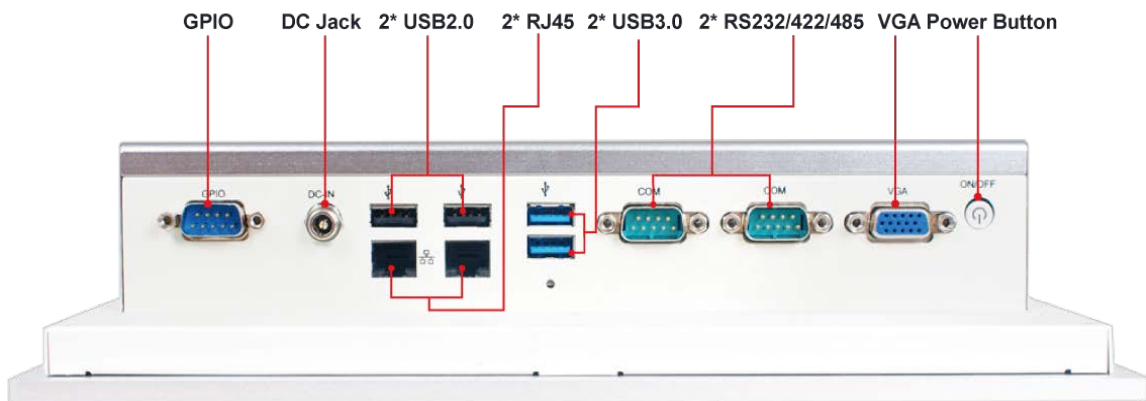 GPIO DC Jack 2* USB2.0 2* RJ45 2* USB3.0 2* RS232/422/485 VGA Power Button
GPIO DC-IN COM COM VGA ON/OFF